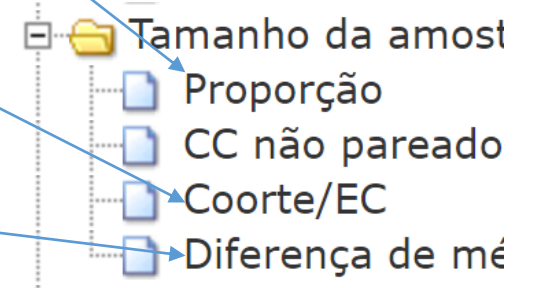 Tamanho da amost
Proporção
CC não pareado
Coorte/EC
Diferença de mé